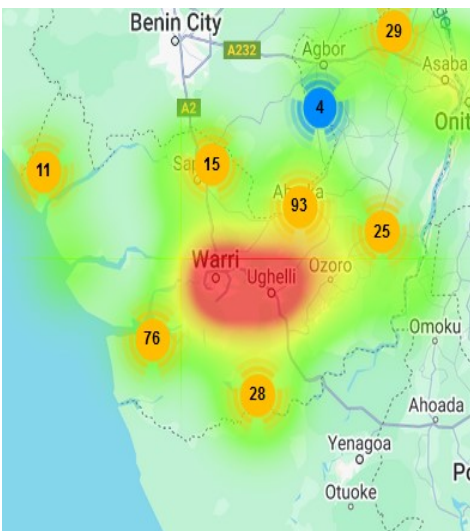 Benin City
29
A232
Agbor
Asaba
4
A2
Onit
15
11
Sap
93
25
Warri
Ughelli
Ozoro
76
Omoku
28
Ahoada
Yenagoa
Po
Otuoke